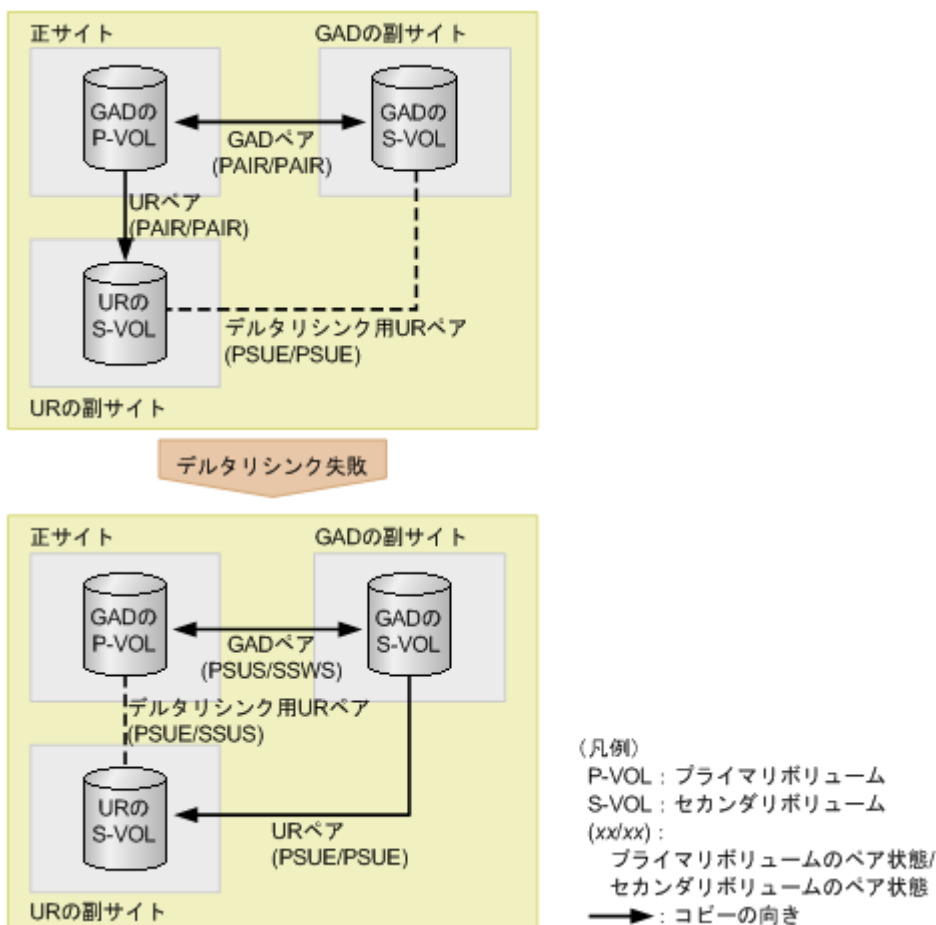 正サイト
GADの副サイト
GADの
P-VOL
GADの
S-VOL
GADペア
(PAIR/PAIR)
URペア
(PAIR/PAIR)
URの
S-VOL
デルタリシンク用URペア
(PSUE/PSUE)
URの副サイト
デルタリシンク失敗
正サイト
GADの副サイト
GADの
P-VOL
GADの
S-VOL
GADペア
(PSUS/SSWS)
デルタリシンク用URペア
(PSUE/SSUS)
URの
S-VOL
URペア
(PSUE/PSUE)
URの副サイト
（凡例）
P-VOL：プライマリボリューム
S-VOL：セカンダリボリューム
(xx/xx)：
プライマリボリュームのペア状態/
セカンダリボリュームのペア状態
：コピーの向き